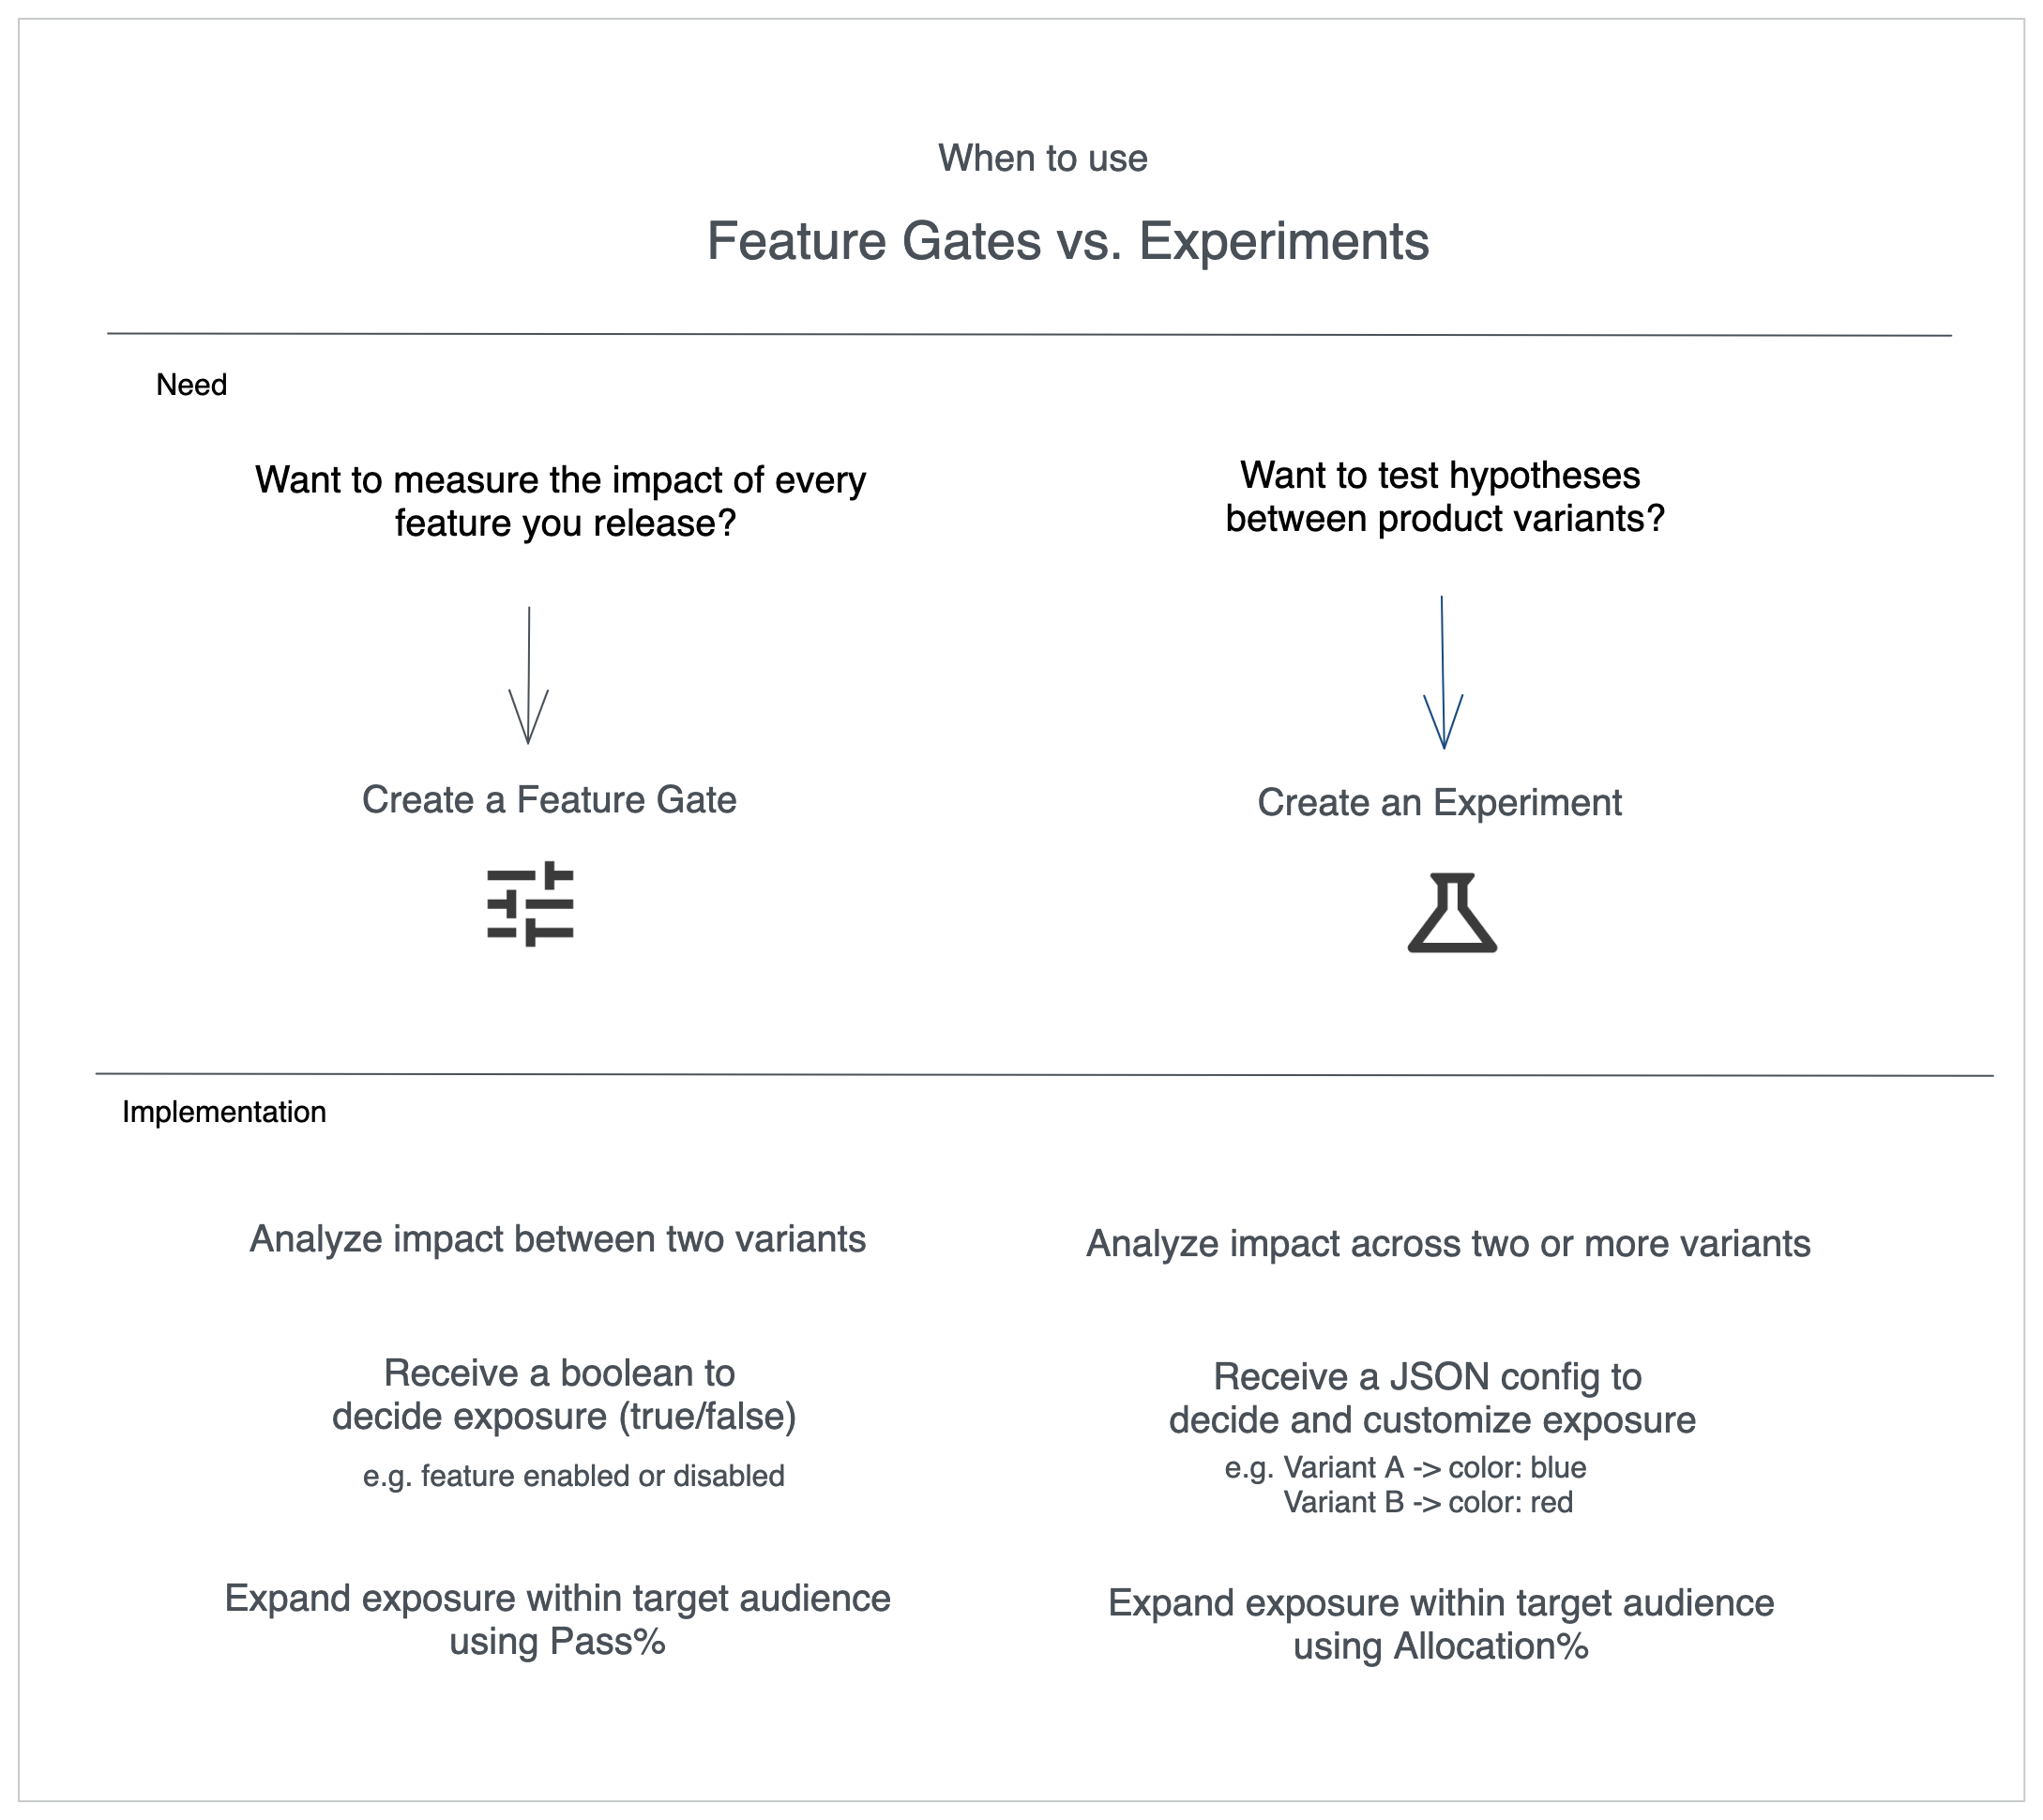 When to use
Feature Gates vs. Experiments
Need
Want to measure the impact of every
feature you release?
Want to test hypotheses
between product variants?
Create a Feature Gate
Create an Experiment
Implementation
Analyze impact between two variants
Analyze impact across two or more variants
Receive a boolean to
decide exposure (true/false)
e.g. feature enabled or disabled
Receive a JSON config to
decide and customize exposure
e.g. Variant A -> color: blue
Variant B -> color: red
Expand exposure within target audience
using Pass%
Expand exposure within target audience
using Allocation%